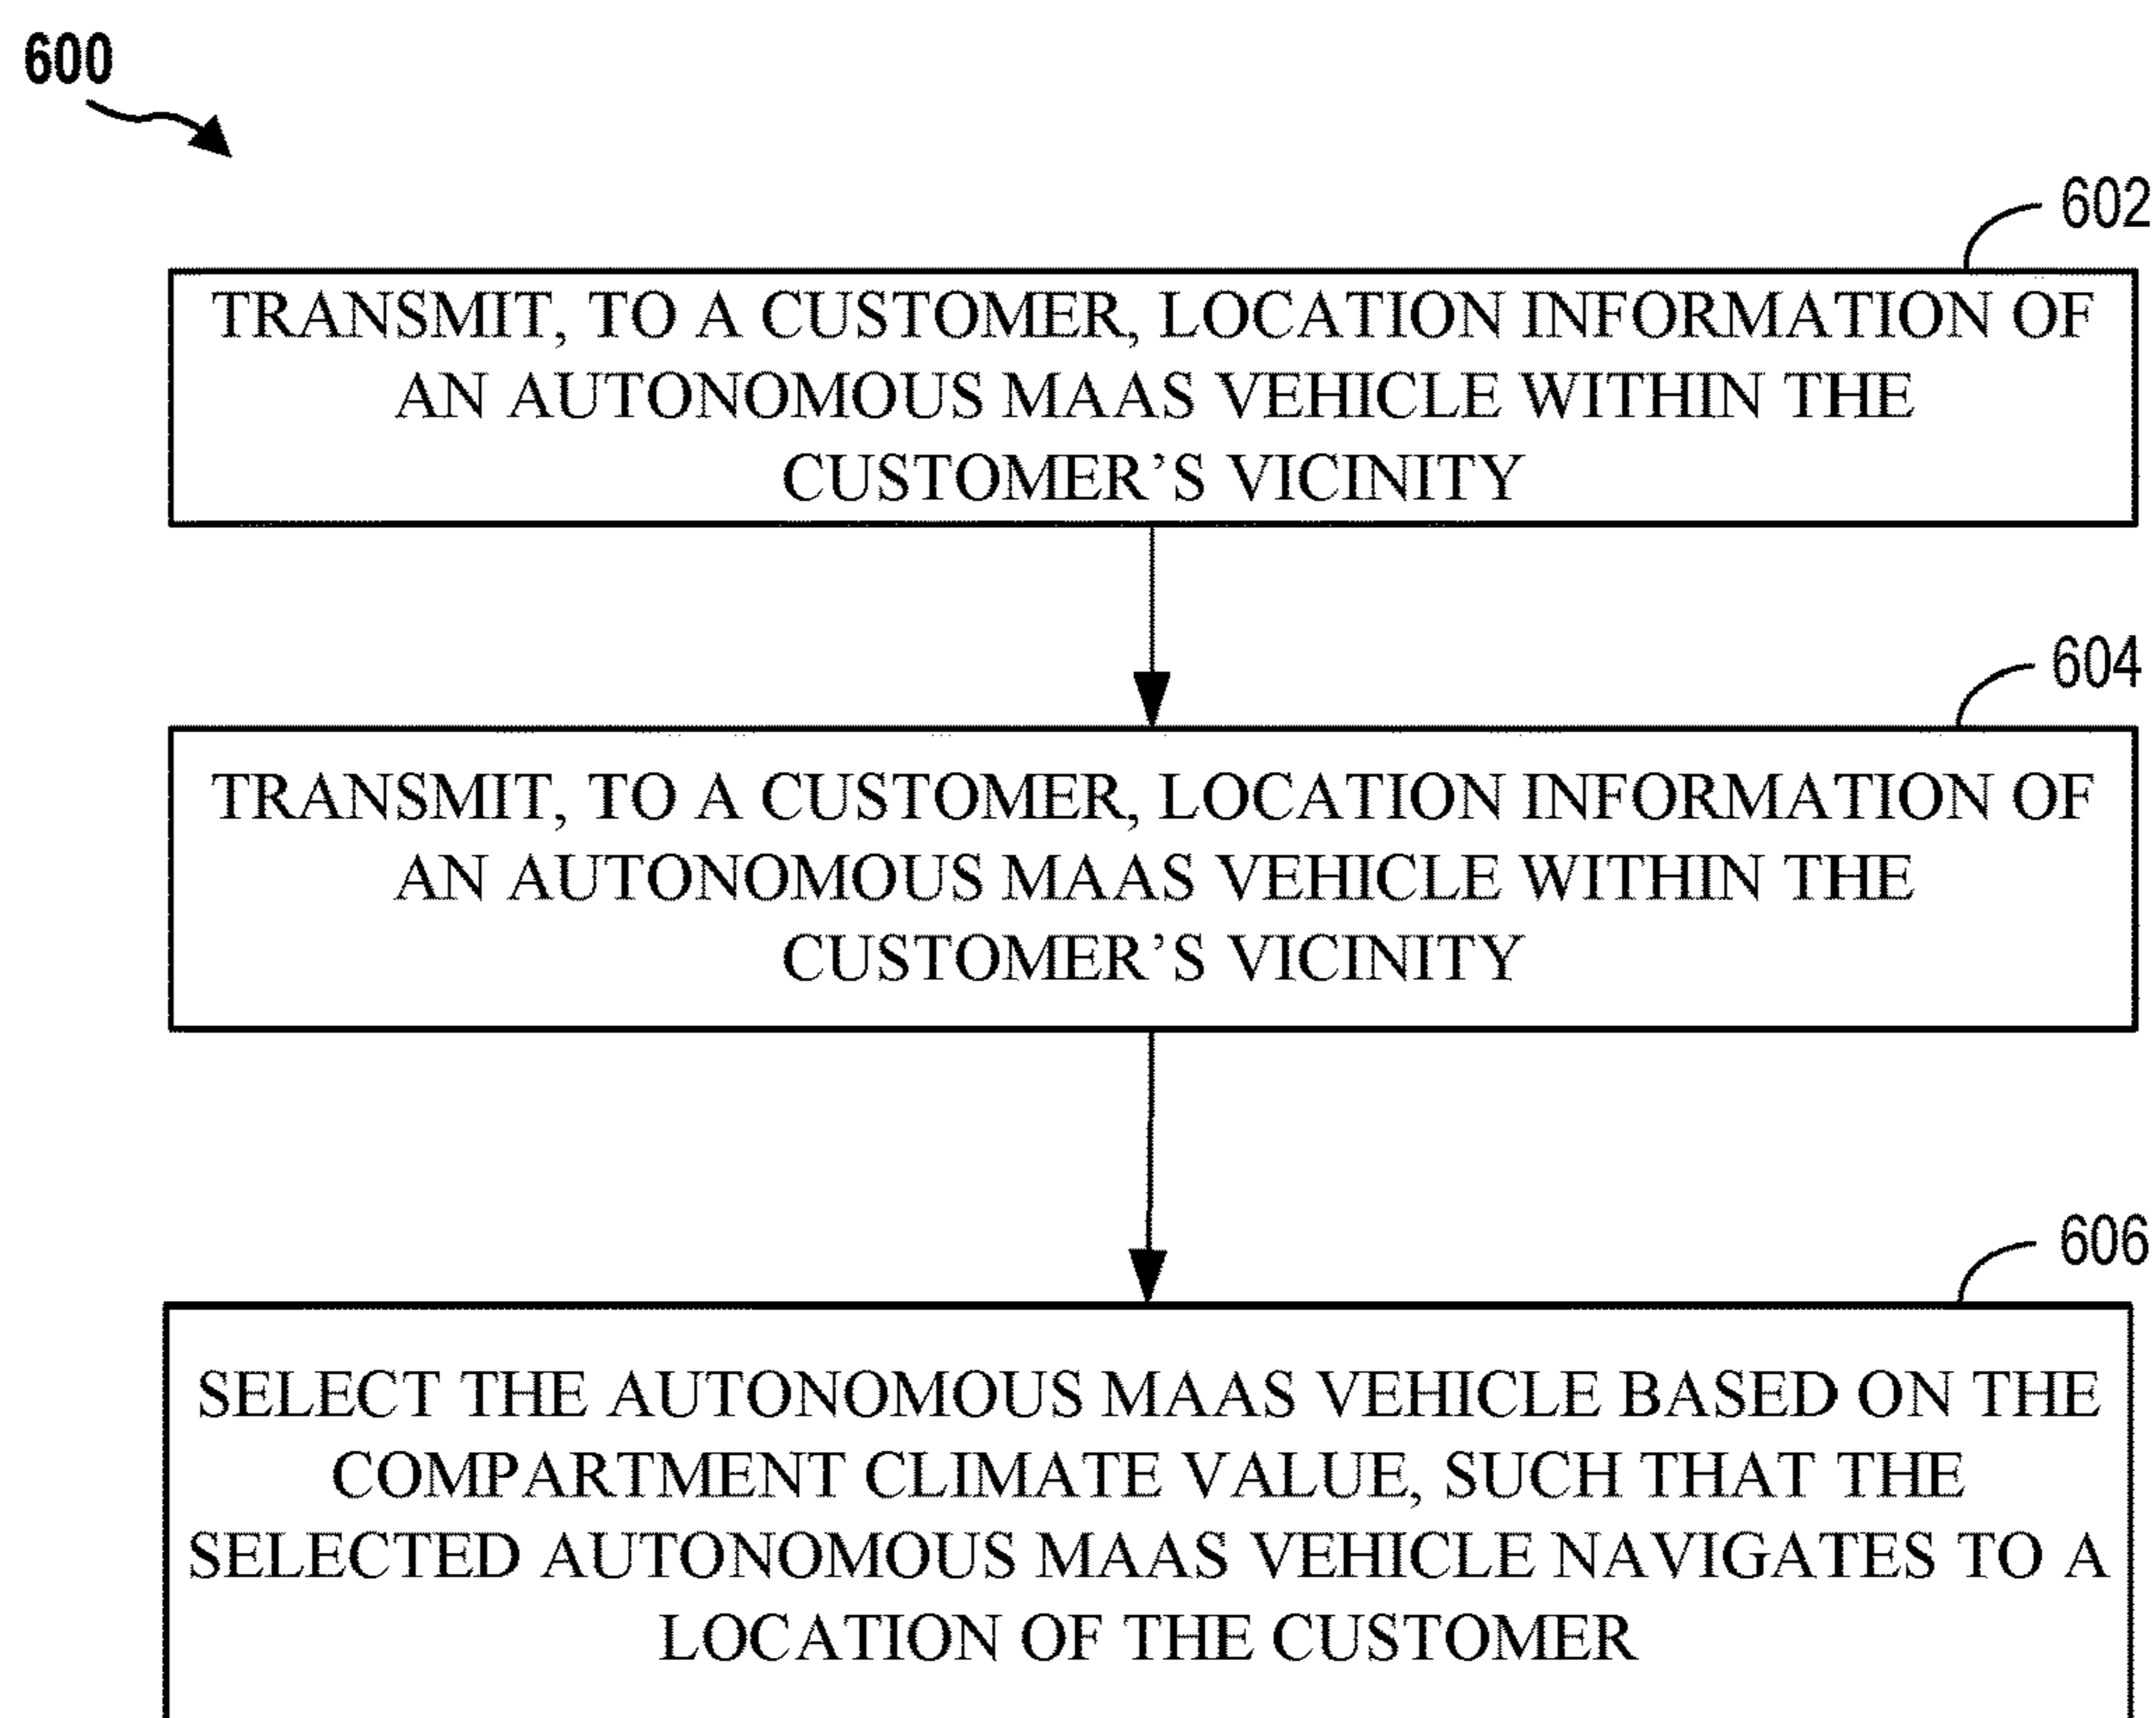 600
602
TRANSMIT, TO A CUSTOMER, LOCATION INFORMATION OF
AN AUTONOMOUS MAAS VEHICLE WITHIN THE
CUSTOMER’S VICINITY
604
TRANSMIT, TO A CUSTOMER, LOCATION INFORMATION OF
AN AUTONOMOUS MAAS VEHICLE WITHIN THE
CUSTOMER’S VICINITY
606
SELECT THE AUTONOMOUS MAAS VEHICLE BASED ON THE
COMPARTMENT CLIMATE VALUE, SUCH THAT THE
SELECTED AUTONOMOUS MAAS VEHICLE NAVIGATES TO A
LOCATION OF THE CUSTOMER